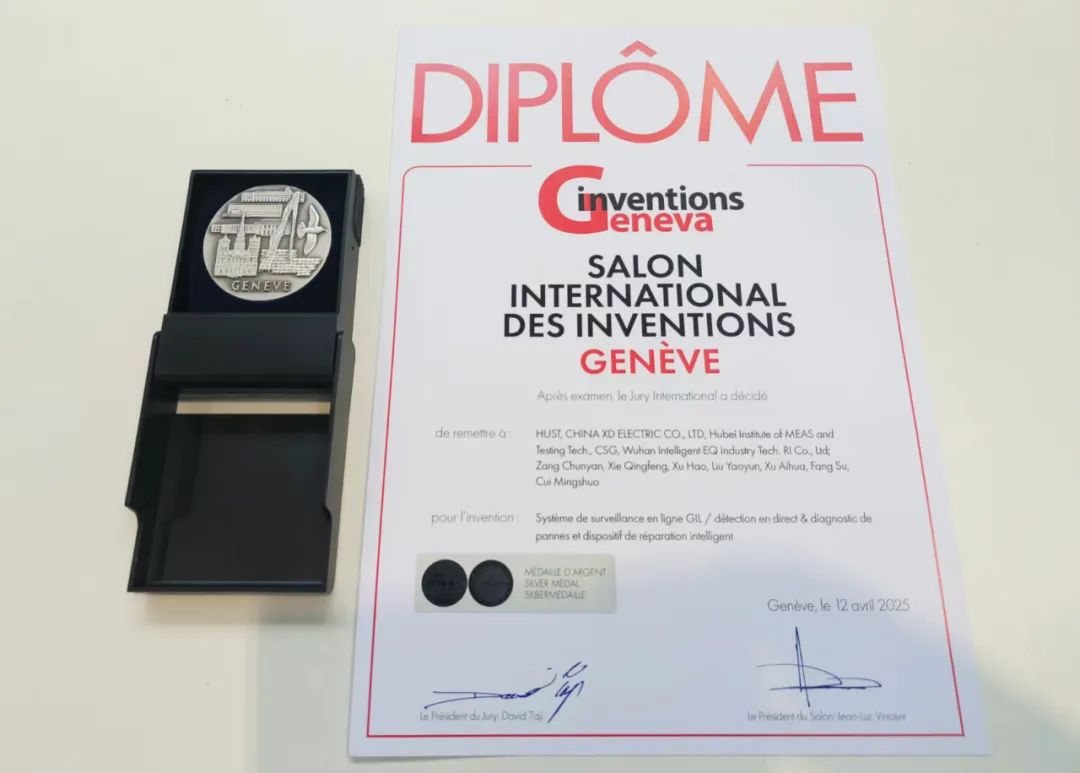 GENEVE
DIPLÔME
inventions
Geneva
SALON
INTERNATIONAL
DES INVENTIONS
GENÈVE
Après examen, le Jury International a décidé
de remettre à :
HUST, CHINA XD ELECTRIC CO., LTD, Hubei Institute of MEAS and
Testing Tech., CSG, Wuhan Intelligent EQ Industry Tech. RI Co., Ltd;
Zang Chunyan, Xie Qingfeng, Xu Hao, Liu Yaoyun, Xu Aihua, Fang Su,
Cui Mingshuo
pour l'invention :
Système de surveillance en ligne GIL / détection en direct & diagnostic de
pannes et dispositif de réparation intelligent
MÉDAILLE D'ARGENT
SILVER MEDAL
SILBERMEDAILLE
Genève, le 12 avril 2025
Le Président du Jury: David Taji
Le Président du Salon: Jean-Luc Vincent